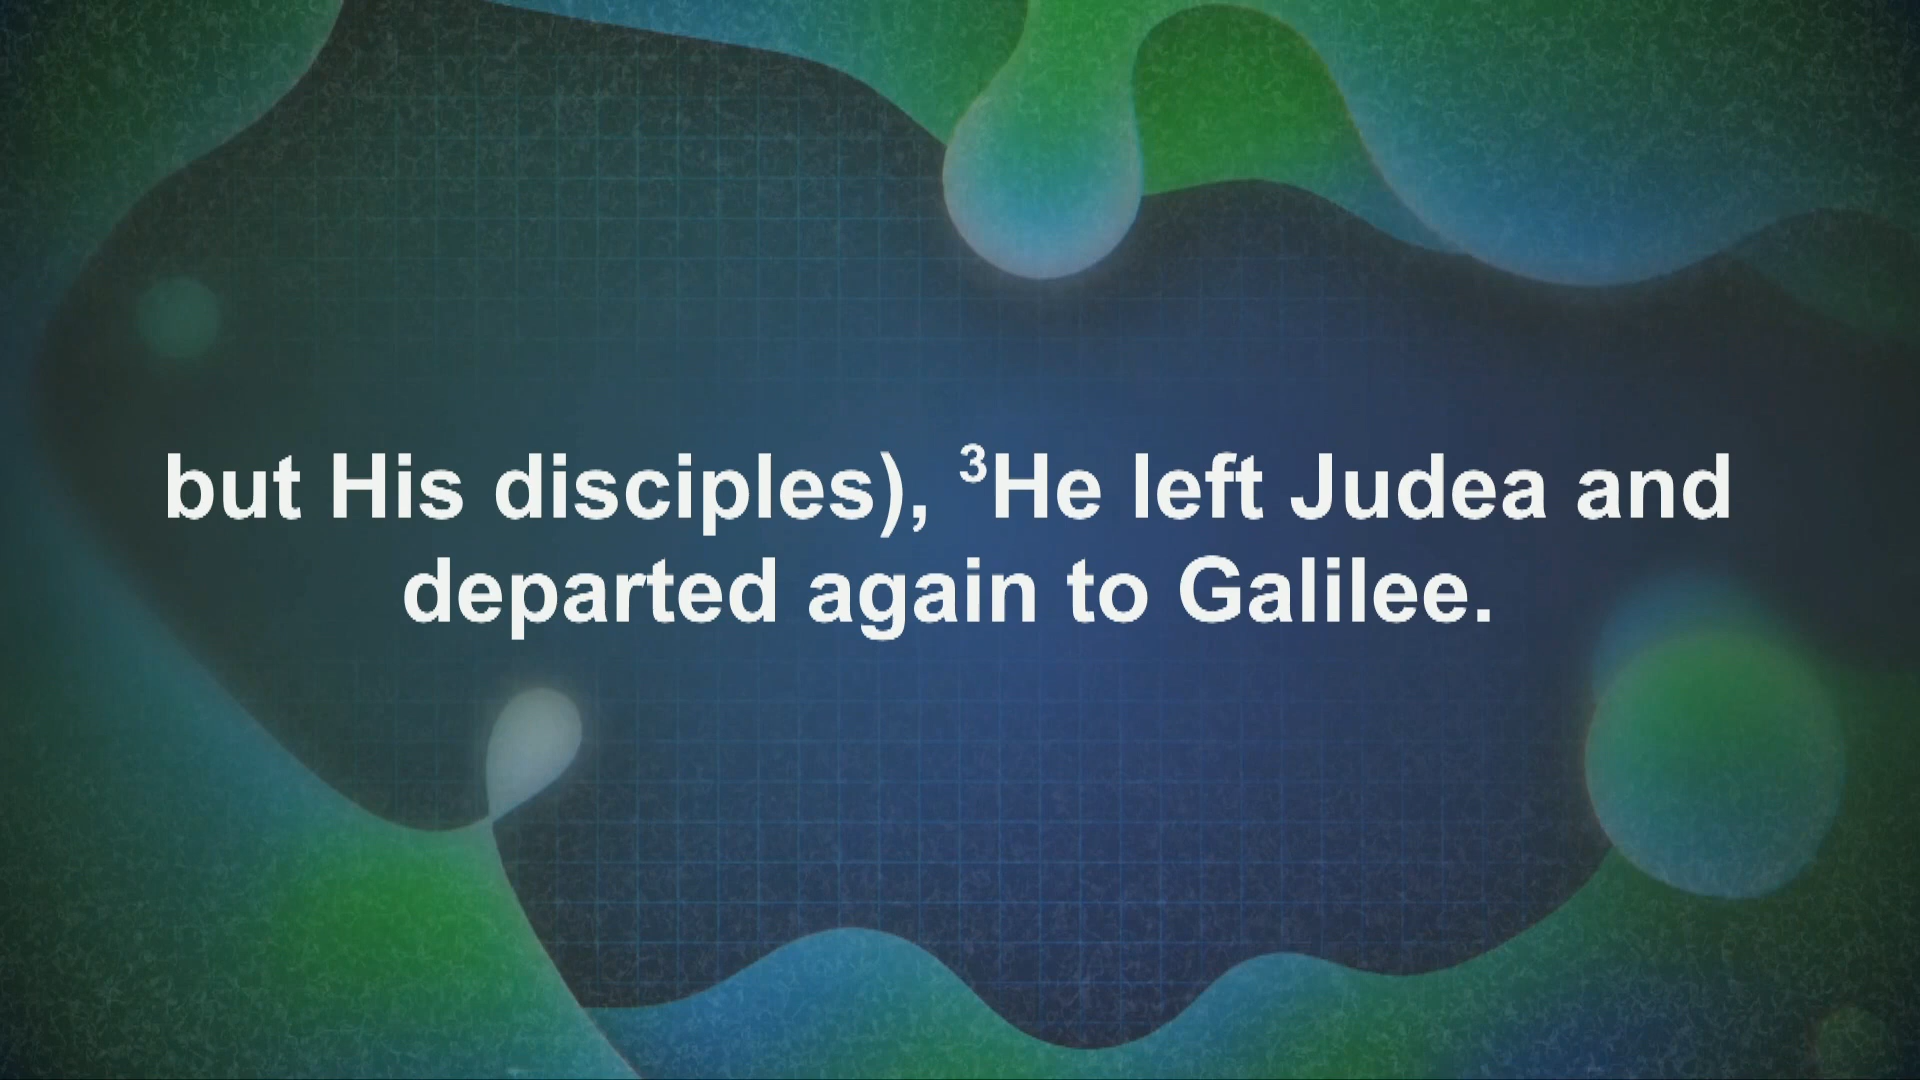 but His disciples), ³He left Judea and
departed again to Galilee.